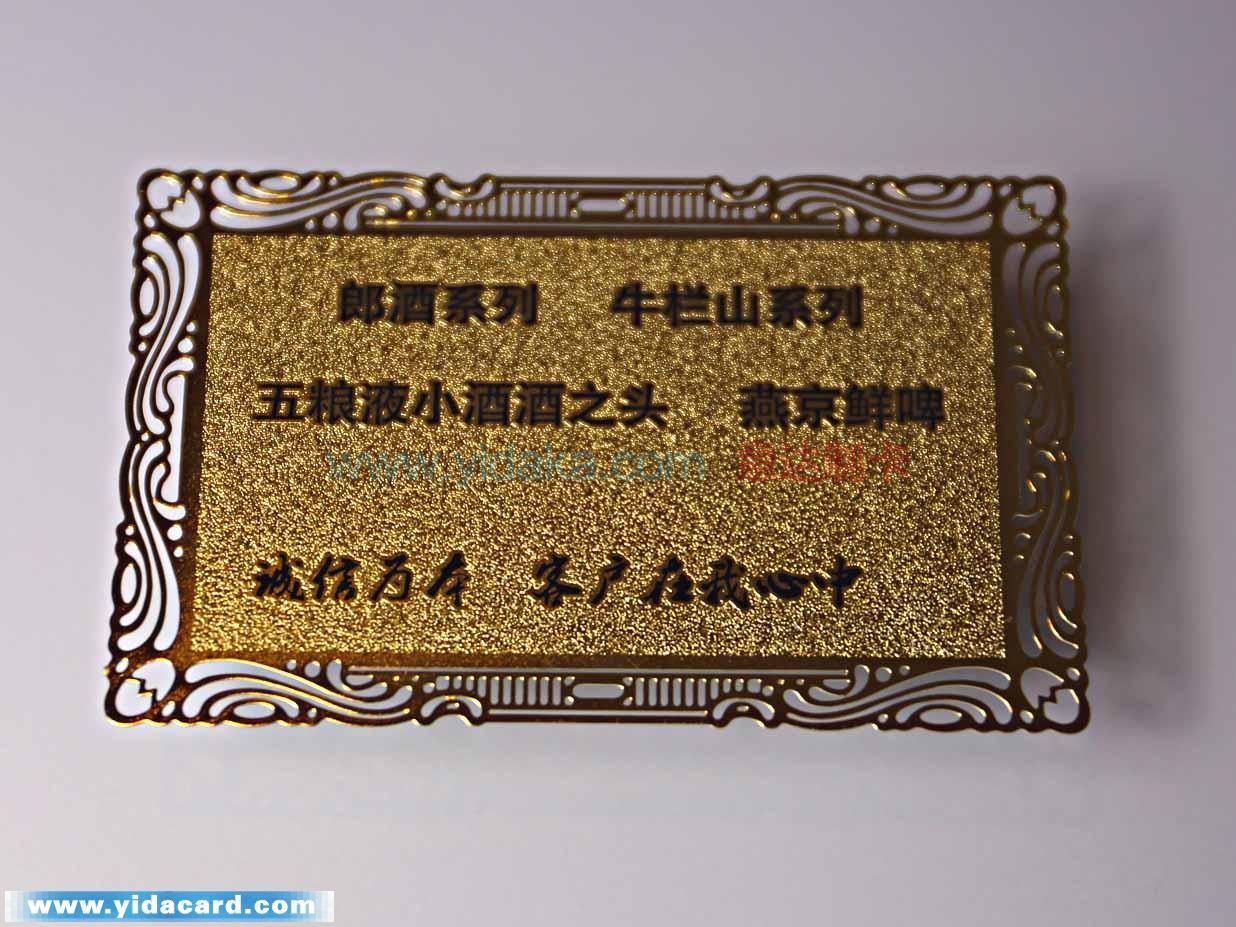 郎酒系列 牛栏山系列
五粮液小酒酒之头 燕京鲜啤
www.yidaka.com 意达制卡
诚信为本 客户在我心中
www.yidacard.com